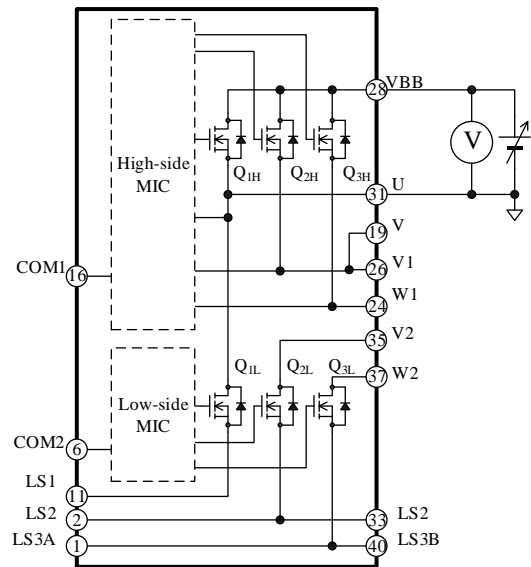 28 VBB
V
High-side
MIC
Q1H
Q2H
Q3H
31 U
19 V
COM1 16
26 V1
24 W1
35 V2
37 W2
Q1L
Q2L
Q3L
Low-side
MIC
COM2 6
LS1 11
LS2 2
33 LS2
LS3A 1
40 LS3B